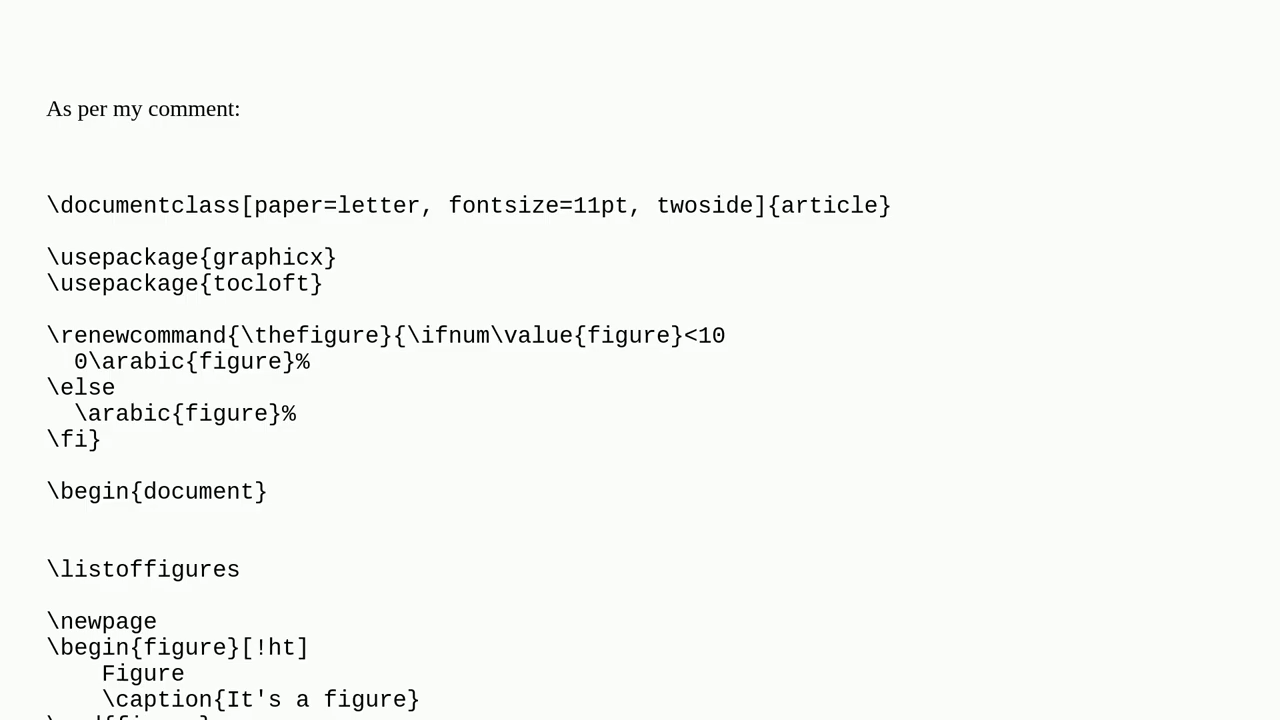 As per my comment:
\documentclass[paper=letter, fontsize=11pt, twoside]{article}
\usepackage{graphicx}
\usepackage{tocloft}
\renewcommand{\thefigure}{\ifnum\value{figure}<10
  0\arabic{figure}%
\else
  \arabic{figure}%
\fi}
\begin{document}
\listoffigures
\newpage
\begin{figure}[!ht]
    Figure
    \caption{It's a figure}